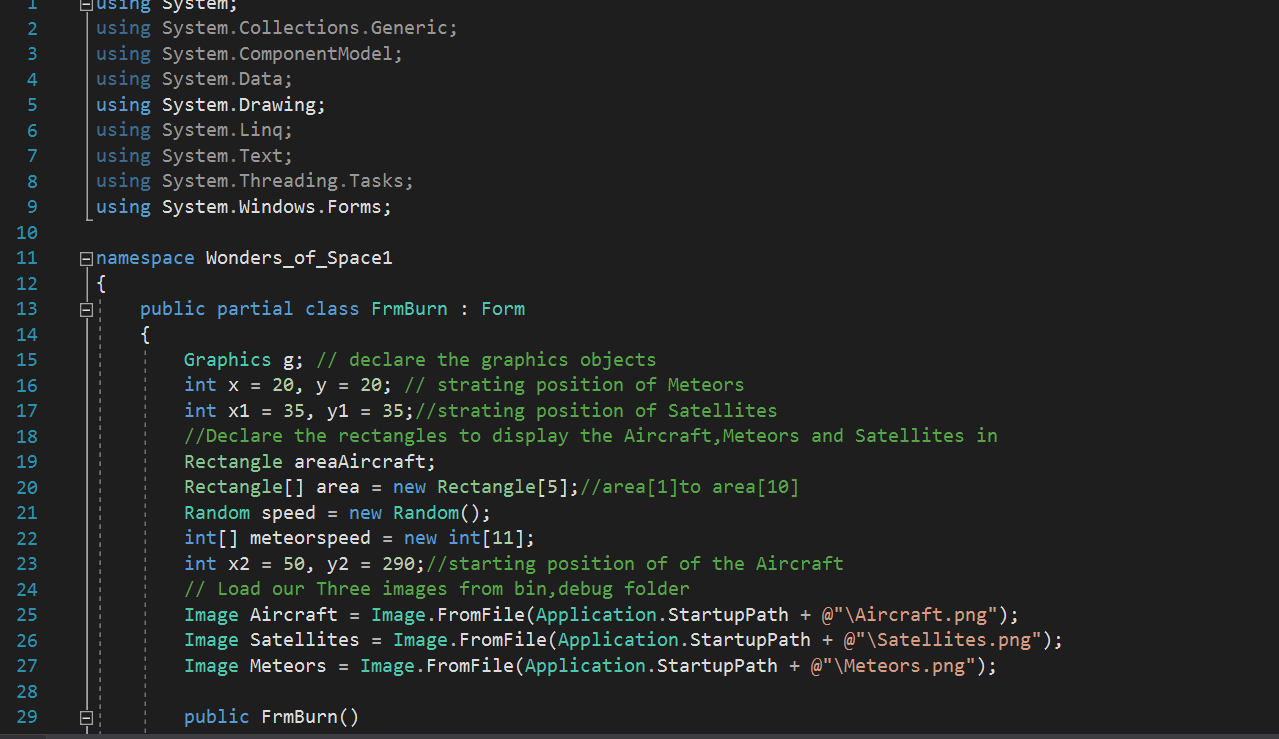 1 using System;
2 using System.Collections.Generic;
3 using System.ComponentModel;
4 using System.Data;
5 using System.Drawing;
6 using System.Linq;
7 using System.Text;
8 using System.Threading.Tasks;
9 using System.Windows.Forms;
10
11 namespace Wonders_of_Space1
12 {
13 public partial class FrmBurn : Form
14 {
15 Graphics g; // declare the graphics objects
16 int x = 20, y = 20; // strating position of Meteors
17 int x1 = 35, y1 = 35;//strating position of Satellites
18 //Declare the rectangles to display the Aircraft,Meteors and Satellites in
19 Rectangle areaAircraft;
20 Rectangle[] area = new Rectangle[5];//area[1]to area[10]
21 Random speed = new Random();
22 int[] meteorspeed = new int[11];
23 int x2 = 50, y2 = 290;//starting position of of the Aircraft
24 // Load our Three images from bin,debug folder
25 Image Aircraft = Image.FromFile(Application.StartupPath + @"\Aircraft.png");
26 Image Satellites = Image.FromFile(Application.StartupPath + @"\Satellites.png");
27 Image Meteors = Image.FromFile(Application.StartupPath + @"\Meteors.png");
28
29 public FrmBurn()